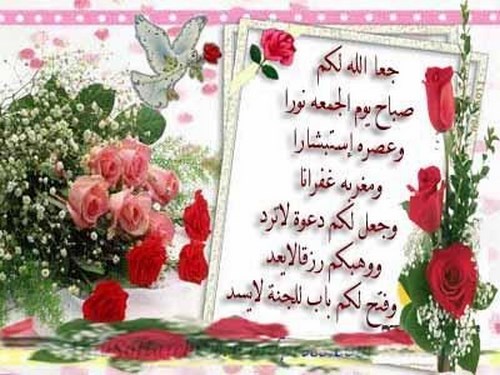 جعا الله لكم
صباح يوم الجمعه نورا
وعصره إستبشارا
ومغربه غفرانا
وجعل لكم دعوة لاترد
ووهبكم رزقالايعد
وفتح لكم باب للجنة لايسد